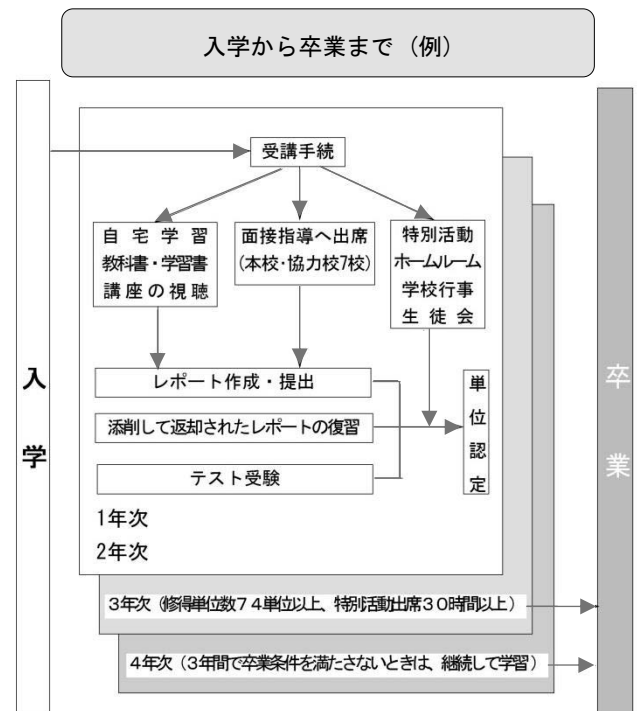 入学から卒業まで（例）
入学
受講手続
自宅学習
教科書・学習書
講座の視聴
面接指導へ出席
(本校・協力校7校)
特別活動
ホームルーム
学校行事
生徒会
レポート作成・提出
添削して返却されたレポートの復習
テスト受験
単位認定
1年次
2年次
3年次（修得単位数７４単位以上、特別活動出席３０時間以上）
4年次（３年間で卒業条件を満たさないときは、継続して学習）
卒業